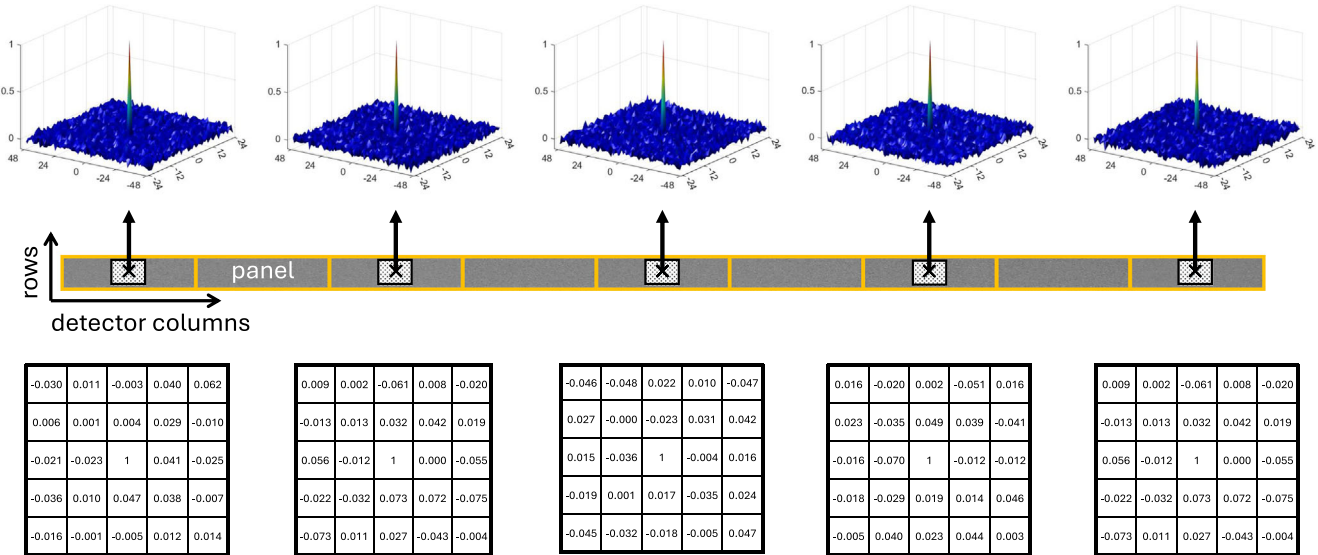 1 1 1 1 1
0.5 0.5 0.5 0.5 0.5
0 0 0 0 0
48 24 0 -24 -48 -24 -12 0 12 24
48 24 0 -24 -48 -24 -12 0 12 24
48 24 0 -24 -48 -24 -12 0 12 24
48 24 0 -24 -48 -24 -12 0 12 24
48 24 0 -24 -48 -24 -12 0 12 24
rows
panel
detector columns
-0.030 0.011 -0.003 0.040 0.062
0.006 0.001 0.004 0.029 -0.010
-0.021 -0.023 1 0.041 -0.025
-0.036 0.010 0.047 0.038 -0.007
-0.016 -0.001 -0.005 0.012 0.014
0.009 0.002 -0.061 0.008 -0.020
-0.013 0.013 0.032 0.042 0.019
0.056 -0.012 1 0.000 -0.055
-0.022 -0.032 0.073 0.072 -0.075
-0.073 0.011 0.027 -0.043 -0.004
-0.046 -0.048 0.022 0.010 -0.047
0.027 -0.000 -0.023 0.031 0.042
0.015 -0.036 1 -0.004 0.016
-0.019 0.001 0.017 -0.035 0.024
-0.045 -0.032 -0.018 -0.005 0.047
0.016 -0.020 0.002 -0.051 0.016
0.023 -0.035 0.049 0.039 -0.041
-0.016 -0.070 1 -0.012 -0.012
-0.018 -0.029 0.019 0.014 0.046
-0.005 0.040 0.023 0.044 0.003
0.009 0.002 -0.061 0.008 -0.020
-0.013 0.013 0.032 0.042 0.019
0.056 -0.012 1 0.000 -0.055
-0.022 -0.032 0.073 0.072 -0.075
-0.073 0.011 0.027 -0.043 -0.004